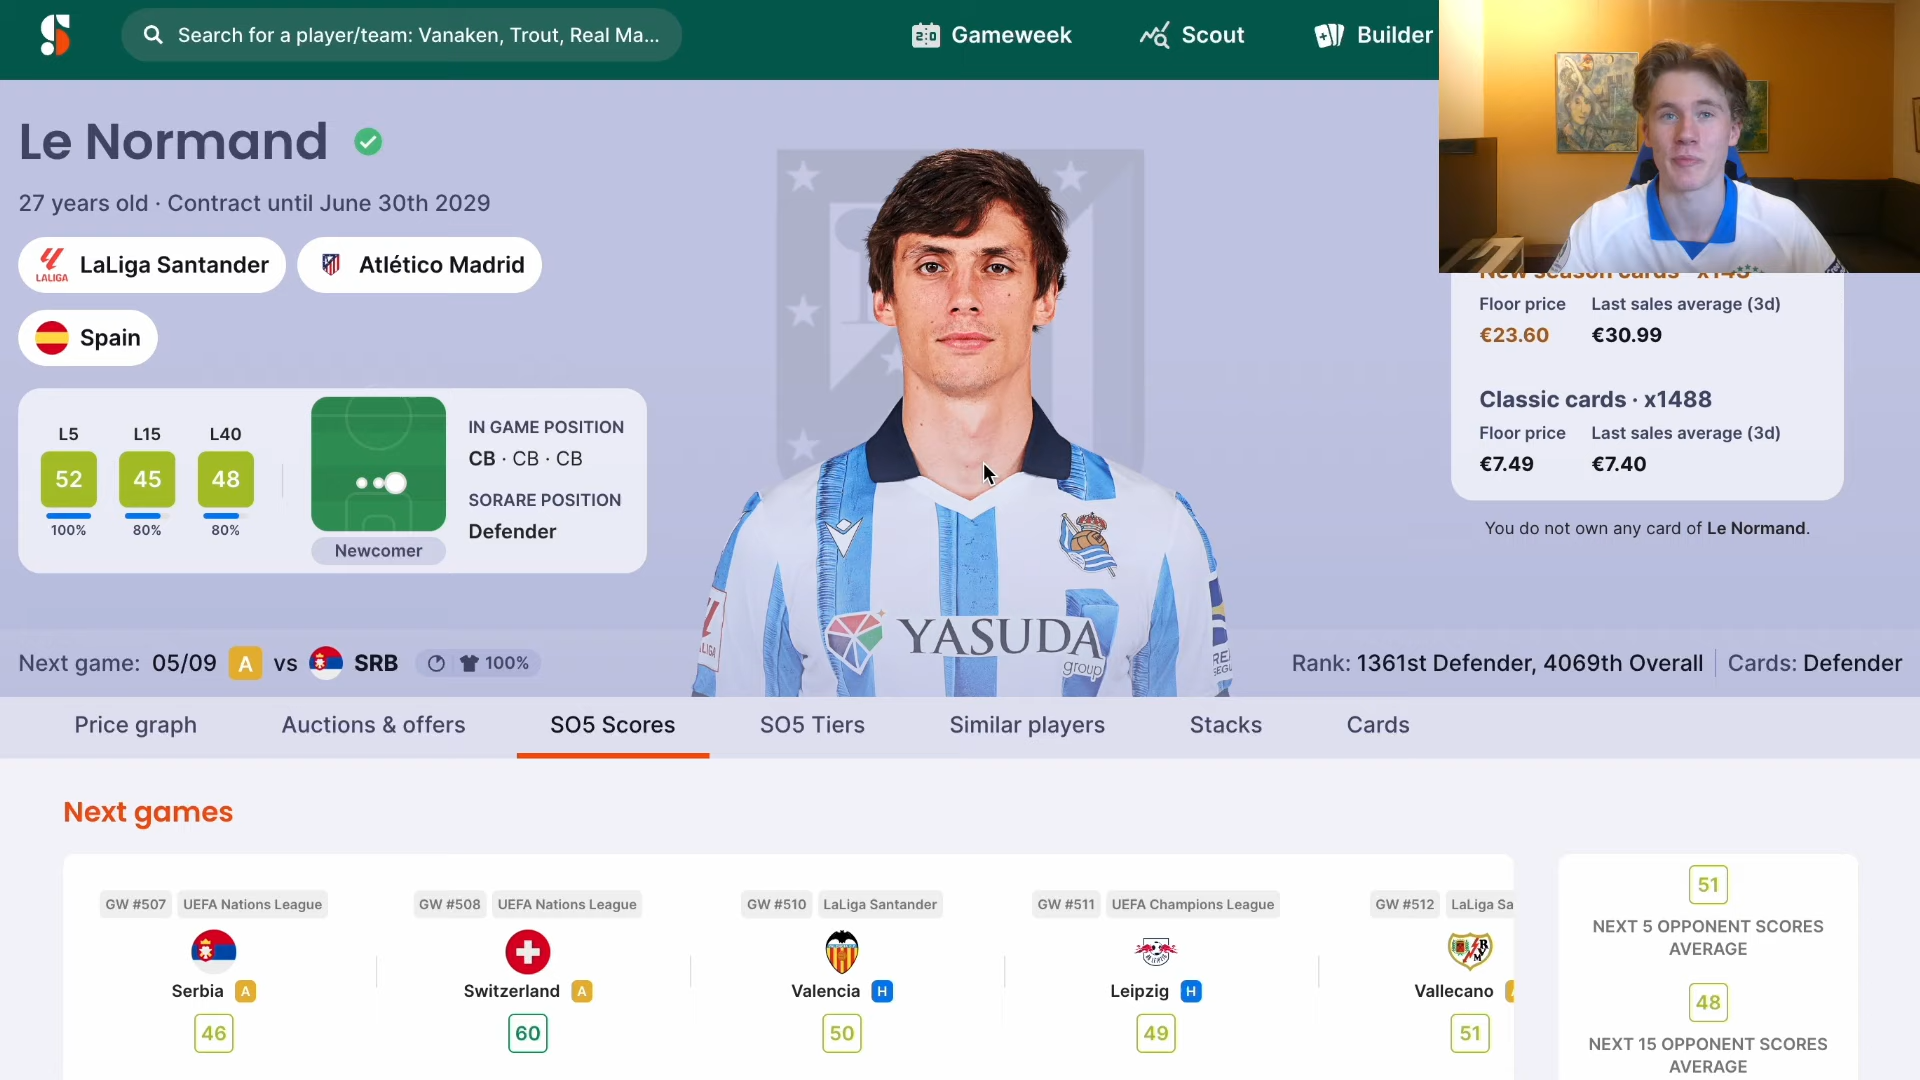 Search for a player/team: Vanaken, Trout, Real Ma...
Gameweek
Scout
Builder
Le Normand
27 years old · Contract until June 30th 2029
LALIGA
LaLiga Santander
Atlético Madrid
Spain
L5
L15
L40
52
45
48
100%
80%
80%
Newcomer
IN GAME POSITION
CB · CB · CB
SORARE POSITION
Defender
New season cards · x143
Floor price
Last sales average (3d)
€23.60
€30.99
Classic cards · x1488
Floor price
Last sales average (3d)
€7.49
€7.40
You do not own any card of Le Normand.
YASUDA
group
Next game: 05/09 A vs SRB 100%
Rank: 1361st Defender, 4069th Overall
Cards: Defender
Price graph
Auctions & offers
SO5 Scores
SO5 Tiers
Similar players
Stacks
Cards
Next games
GW #507
UEFA Nations League
Serbia A
46
GW #508
UEFA Nations League
Switzerland A
60
GW #510
LaLiga Santander
Valencia H
50
GW #511
UEFA Champions League
Leipzig H
49
GW #512
LaLiga Sa
Vallecano
51
51
NEXT 5 OPPONENT SCORES
AVERAGE
48
NEXT 15 OPPONENT SCORES
AVERAGE